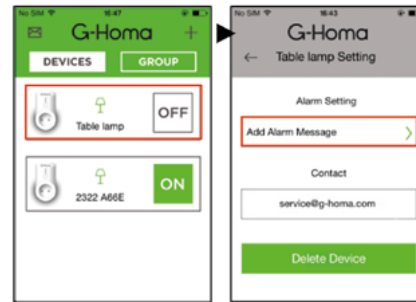 No SIM 16:47
G-Homa
+
DEVICES GROUP
Table lamp
OFF
2322 A66E
ON
No SIM 16:43
G-Homa
← Table lamp Setting
Alarm Setting
Add Alarm Message
Contact
service@g-homa.com
Delete Device